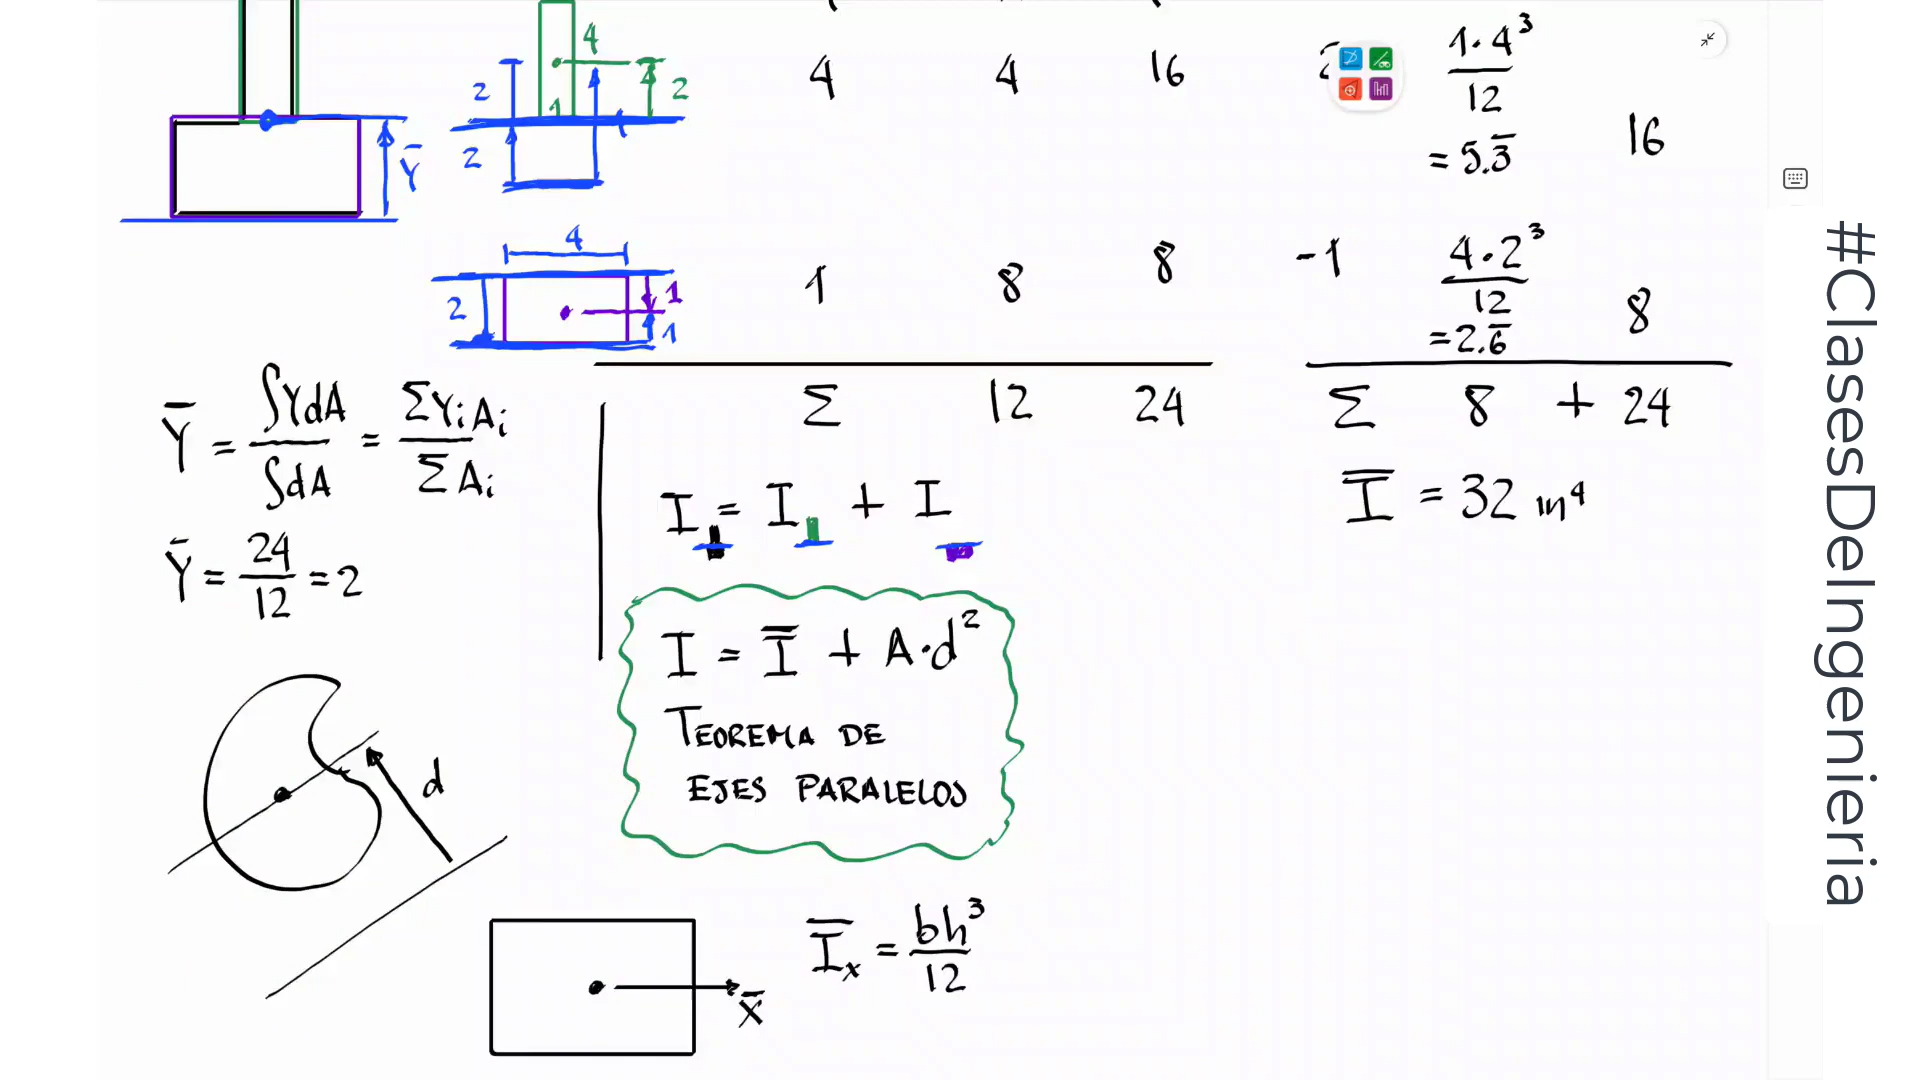 4
2
1
2
2
Ȳ
4 4 16
1·4³
12
= 5.3̅
16
4
2
1
1
1 8 8 -1
4·2³
12
= 2.6̅
8
Σ 12 24
Σ 8 + 24
Ȳ = ∫YdA / ∫dA = ΣYᵢAᵢ / ΣAᵢ
Ȳ = 24/12 = 2
I = I + I
Ī = 32 in⁴
I = Ī + A·d²
TEOREMA DE
EJES PARALELOS
d
x̄
Īₓ = bh³/12
#ClasesDeIngenieria